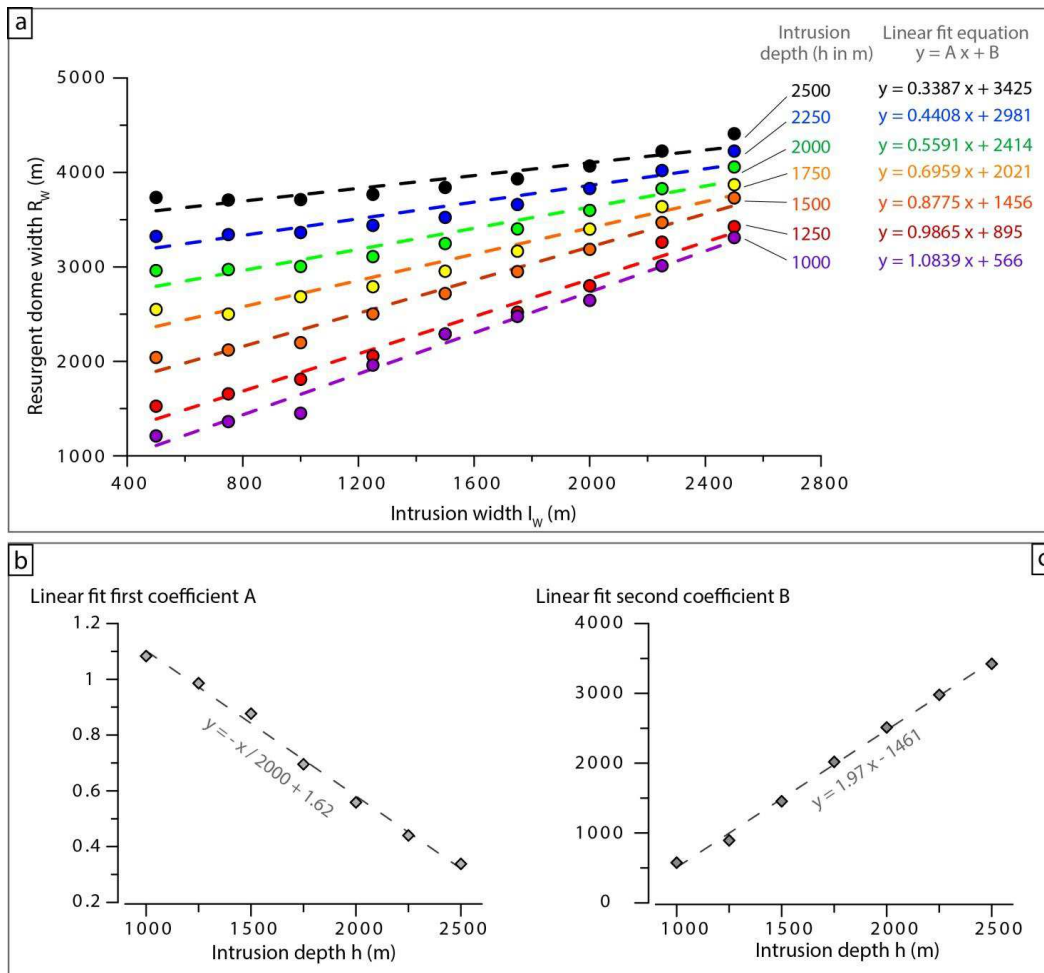 a
Intrusion depth (h in m)
Linear fit equation y = A x + B
2500 y = 0.3387 x + 3425
2250 y = 0.4408 x + 2981
2000 y = 0.5591 x + 2414
1750 y = 0.6959 x + 2021
1500 y = 0.8775 x + 1456
1250 y = 0.9865 x + 895
1000 y = 1.0839 x + 566
Resurgent dome width RW (m)
5000
4000
3000
2000
1000
400 800 1200 1600 2000 2400 2800
Intrusion width IW (m)
b
Linear fit first coefficient A
1.2
1
0.8
0.6
0.4
0.2
y = - x / 2000 + 1.62
1000 1500 2000 2500
Intrusion depth h (m)
c
Linear fit second coefficient B
4000
3000
2000
1000
0
y = 1.97 x - 1461
1000 1500 2000 2500
Intrusion depth h (m)